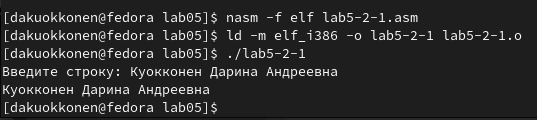 [dakuokkonen@fedora lab05]$ nasm -f elf lab5-2-1.asm
[dakuokkonen@fedora lab05]$ ld -m elf_i386 -o lab5-2-1 lab5-2-1.o
[dakuokkonen@fedora lab05]$ ./lab5-2-1
Введите строку: Куокконен Дарина Андреевна
Куокконен Дарина Андреевна
[dakuokkonen@fedora lab05]$